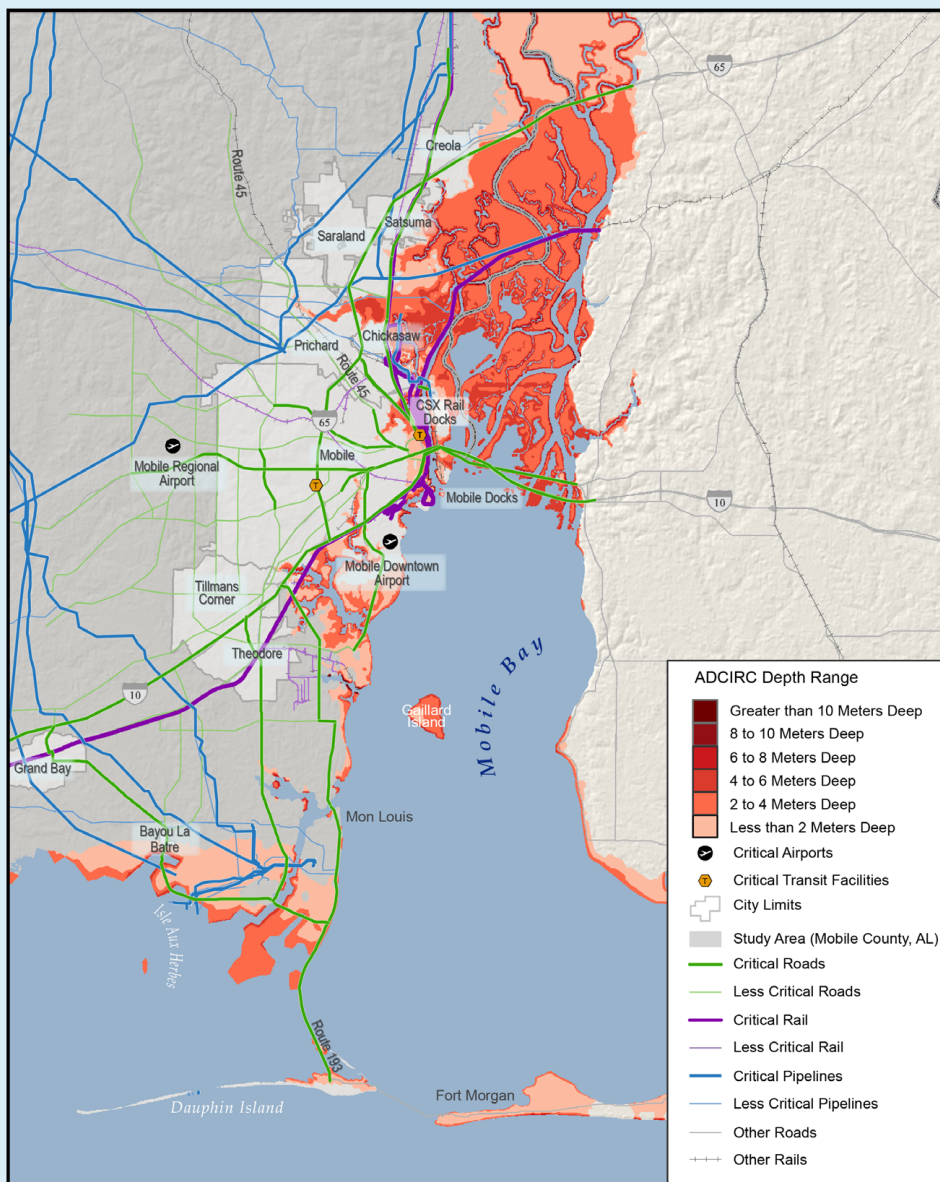 65
Creola
Route 45
Satsuma
Saraland
Chickasaw
Prichard
Route 45
CSX Rail
Docks
65
Mobile
Mobile Regional
Airport
Mobile Docks
10
Mobile Downtown
Airport
Tillmans
Corner
Theodore
Mobile Bay
10
Gaillard
Island
Grand Bay
Mon Louis
Bayou La
Batre
Isle Aux Herbes
Route 193
Fort Morgan
Dauphin Island
ADCIRC Depth Range
Greater than 10 Meters Deep
8 to 10 Meters Deep
6 to 8 Meters Deep
4 to 6 Meters Deep
2 to 4 Meters Deep
Less than 2 Meters Deep
Critical Airports
T Critical Transit Facilities
City Limits
Study Area (Mobile County, AL)
Critical Roads
Less Critical Roads
Critical Rail
Less Critical Rail
Critical Pipelines
Less Critical Pipelines
Other Roads
Other Rails
T
T